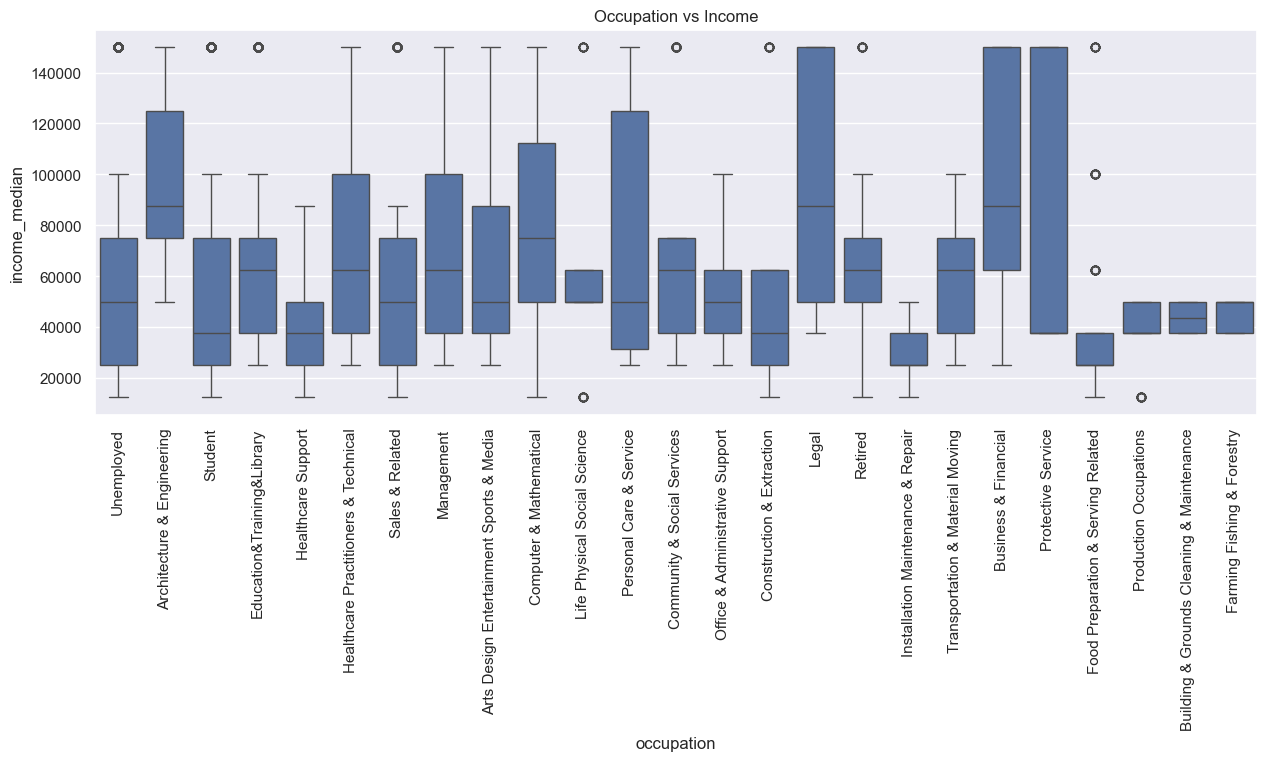 Occupation vs Income
income_median
140000
120000
100000
80000
60000
40000
20000
Unemployed
Architecture & Engineering
Student
Education&Training&Library
Healthcare Support
Healthcare Practitioners & Technical
Sales & Related
Management
Arts Design Entertainment Sports & Media
Computer & Mathematical
Life Physical Social Science
Personal Care & Service
Community & Social Services
Office & Administrative Support
Construction & Extraction
Legal
Retired
Installation Maintenance & Repair
Transportation & Material Moving
Business & Financial
Protective Service
Food Preparation & Serving Related
Production Occupations
Building & Grounds Cleaning & Maintenance
Farming Fishing & Forestry
occupation